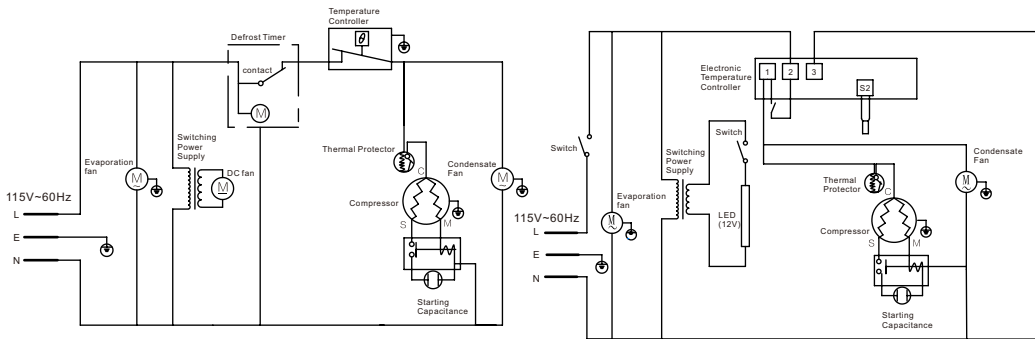 Temperature
Controller
θ
Defrost Timer
contact
M
Switching
Power
Supply
Evaporation
fan
M
DC fan
M
Thermal Protector
C
Condensate
Fan
M
Compressor
S
M
115V~60Hz
L
E
N
Starting
Capacitance
Electronic
Temperature
Controller
1
2
3
S2
Switch
Switching
Power
Supply
Switch
Condensate
Fan
M
Evaporation
fan
M
LED
(12V)
Thermal
Protector
C
Compressor
S
M
115V~60Hz
L
E
N
Starting
Capacitance